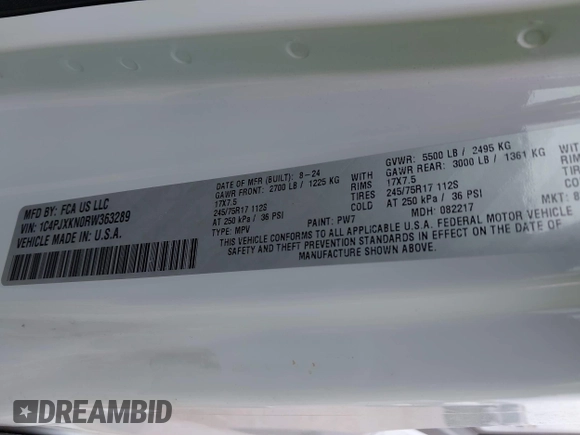 MFD BY: FCA US LLC
VIN: 1C4PJXKN0RW363289
VEHICLE MADE IN: U.S.A.
DATE OF MFR (BUILT): 8-24
GAWR FRONT: 2700 LB / 1225 KG WITH
17X7.5 RIMS
245/75R17 112S TIRES
AT 250 kPa / 36 PSI COLD
TYPE: MPV PAINT: PW7
GVWR: 5500 LB / 2495 KG
GAWR REAR: 3000 LB / 1361 KG WITH
17X7.5 RIMS
245/75R17 112S TIRES
AT 250 kPa / 36 PSI COLD
MDH: 082217 MKT:
THIS VEHICLE CONFORMS TO ALL APPLICABLE U.S.A. FEDERAL MOTOR VEHICLE
SAFETY AND THEFT PREVENTION STANDARDS IN EFFECT ON THE DATE OF
MANUFACTURE SHOWN ABOVE.
DREAMBID